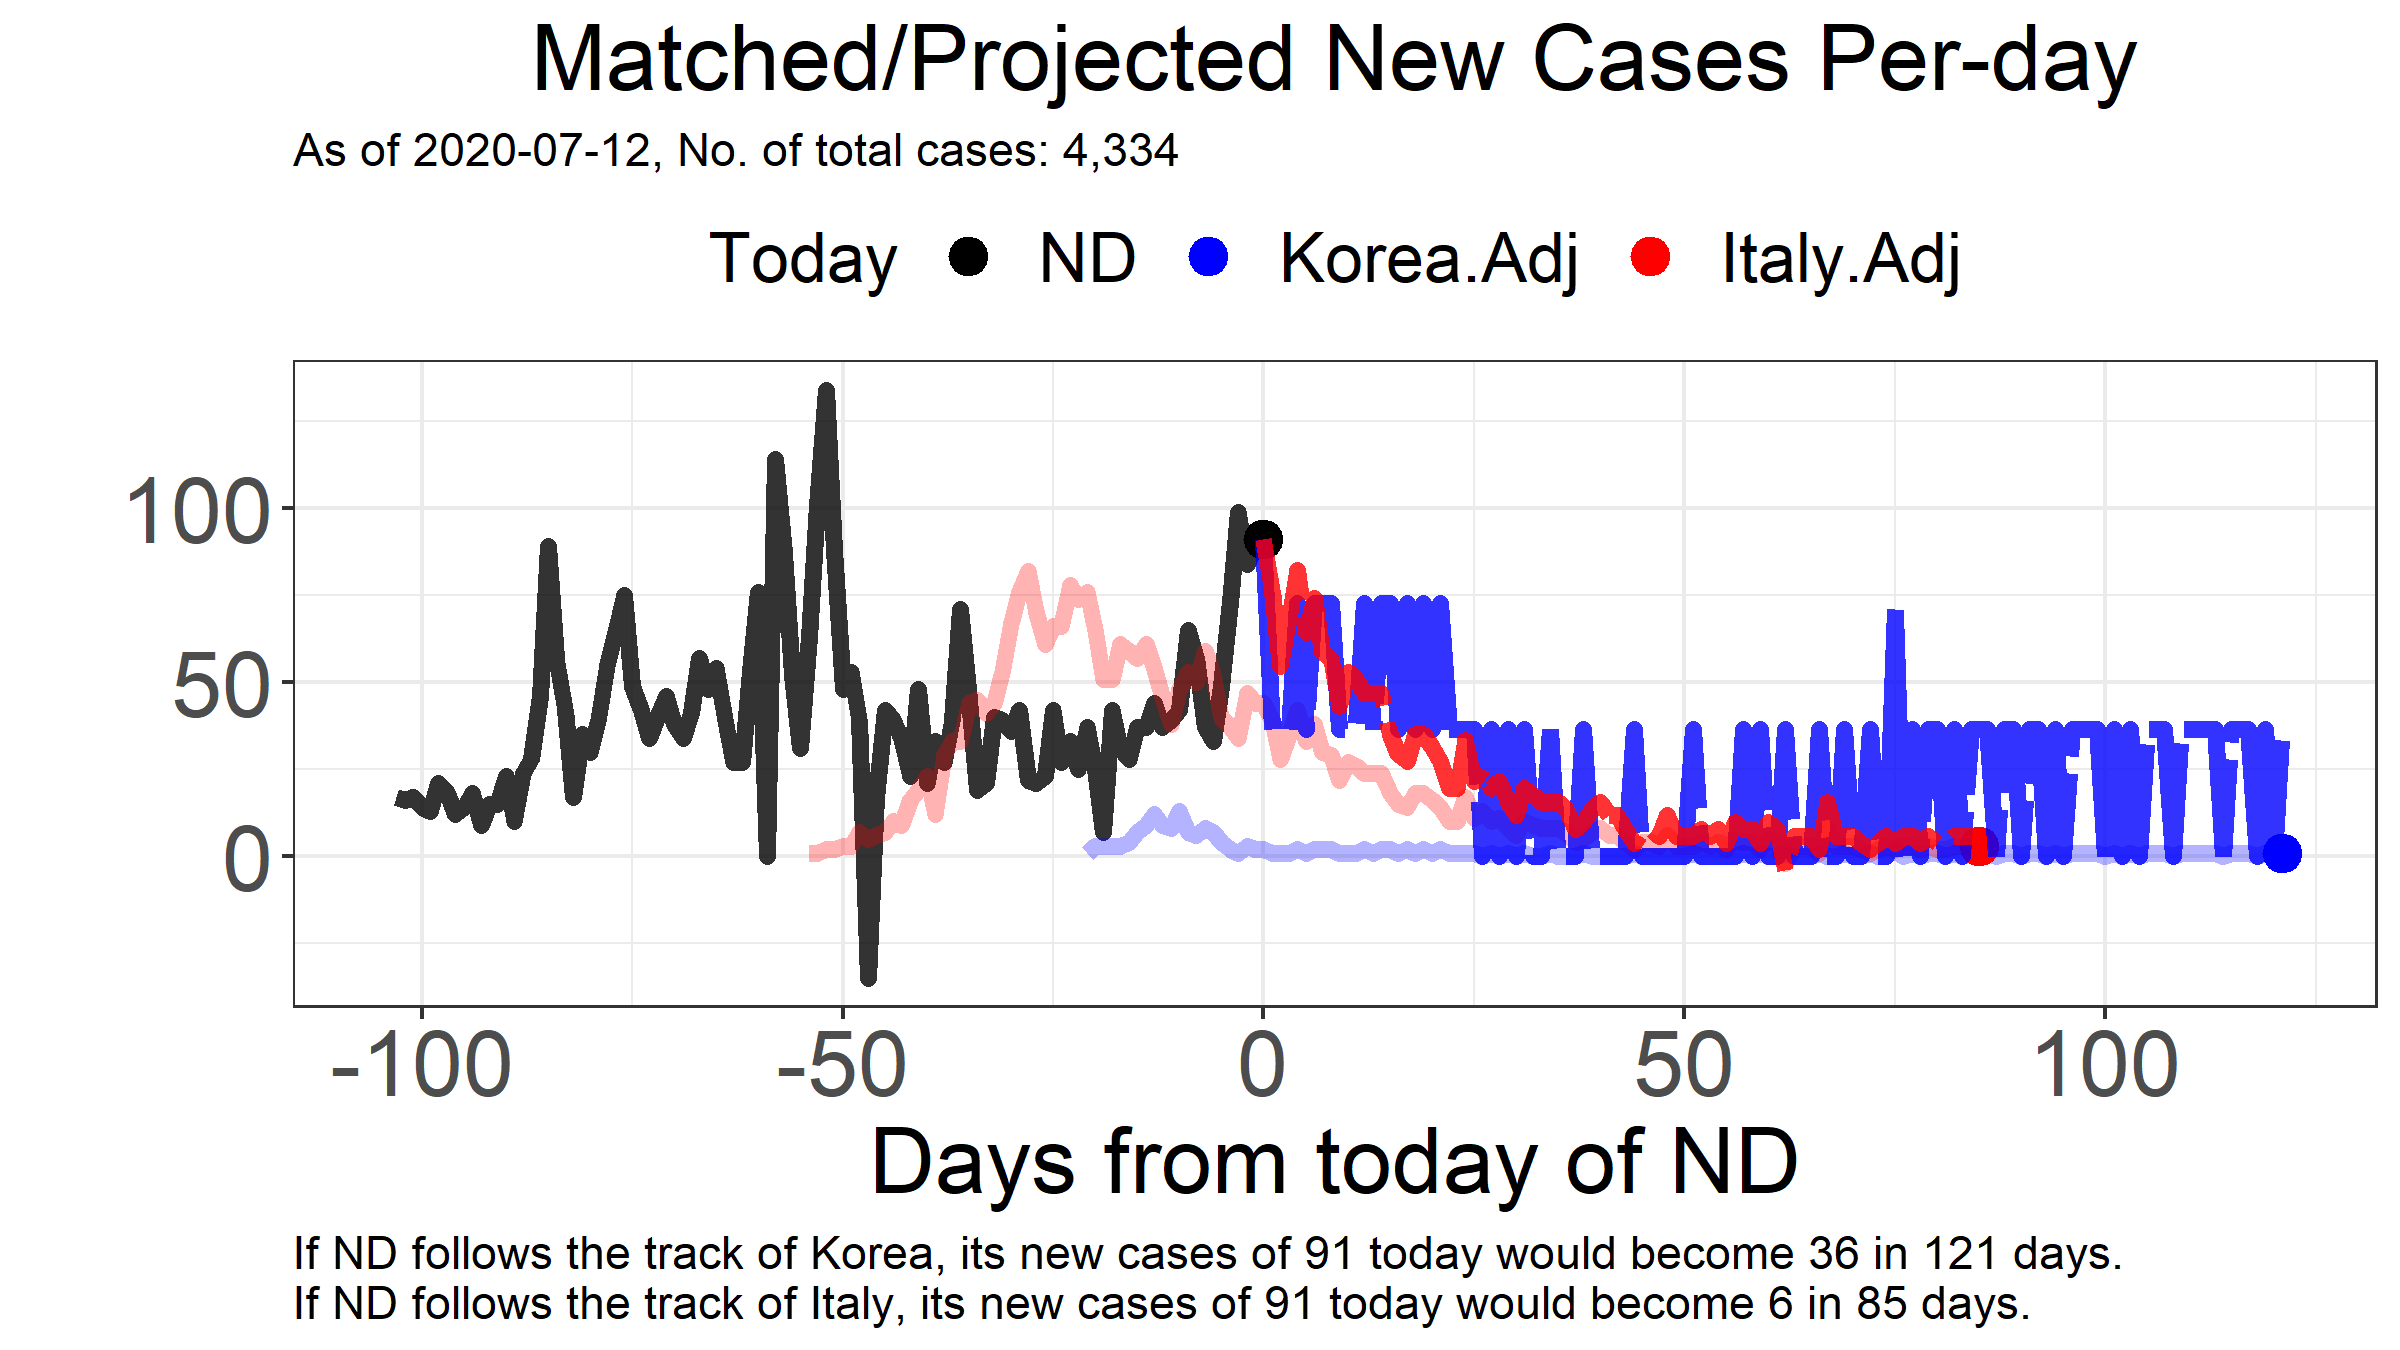 Matched/Projected New Cases Per-day
As of 2020-07-12, No. of total cases: 4,334
Today ND Korea.Adj Italy.Adj
100
50
0
-100 -50 0 50 100
Days from today of ND
If ND follows the track of Korea, its new cases of 91 today would become 36 in 121 days.
If ND follows the track of Italy, its new cases of 91 today would become 6 in 85 days.